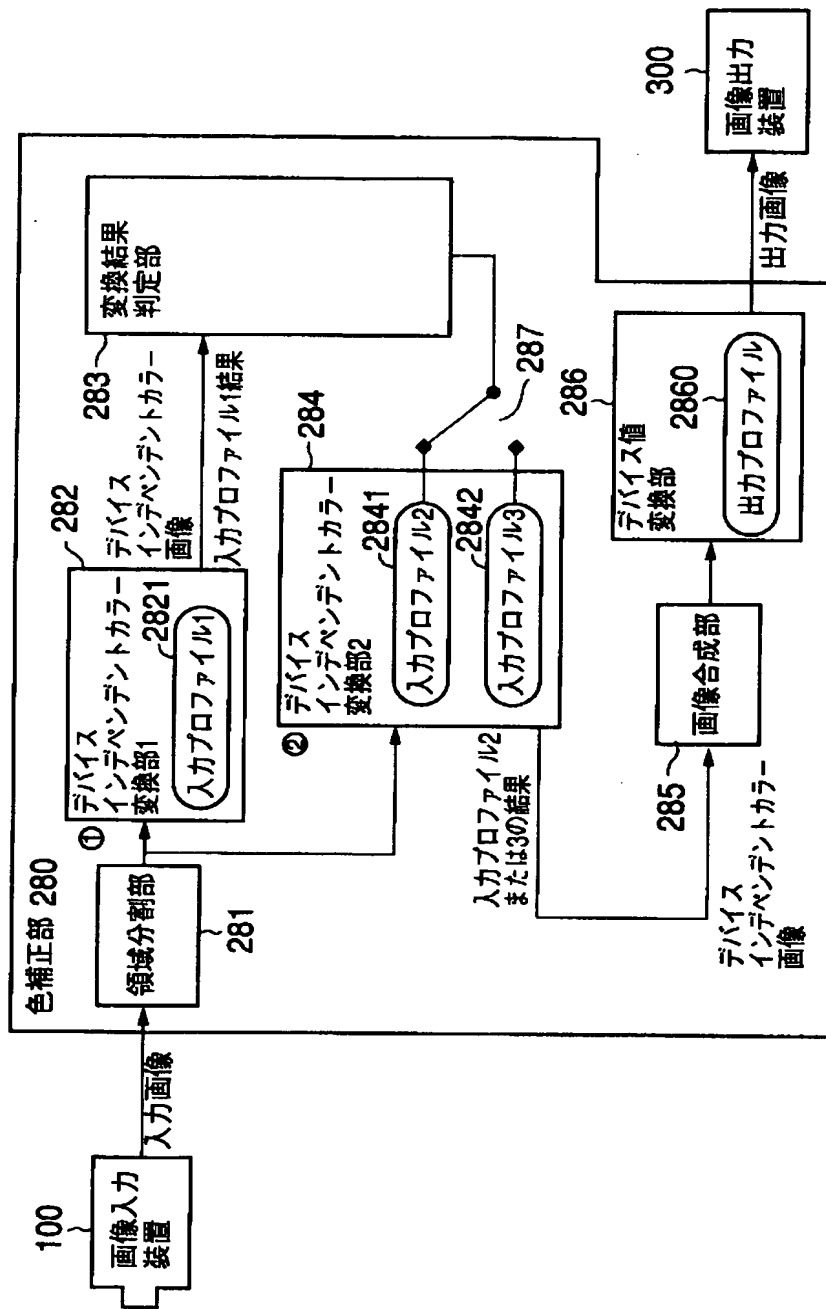 100
画像入力
装置
入力画像
色補正部 280
領域分割部
281
①
デバイス
インデペンデントカラー
変換部1
282
2821
入力プロファイル1
デバイス
インデペンデントカラー
画像
入力プロファイル1結果
283
変換結果
判定部
②
デバイス
インデペンデントカラー
変換部2
284
2841
入力プロファイル2
2842
入力プロファイル3
287
入力プロファイル2
または3の結果
デバイス
インデペンデントカラー
画像
285
画像合成部
デバイス値
変換部
286
2860
出力プロファイル
出力画像
300
画像出力
装置